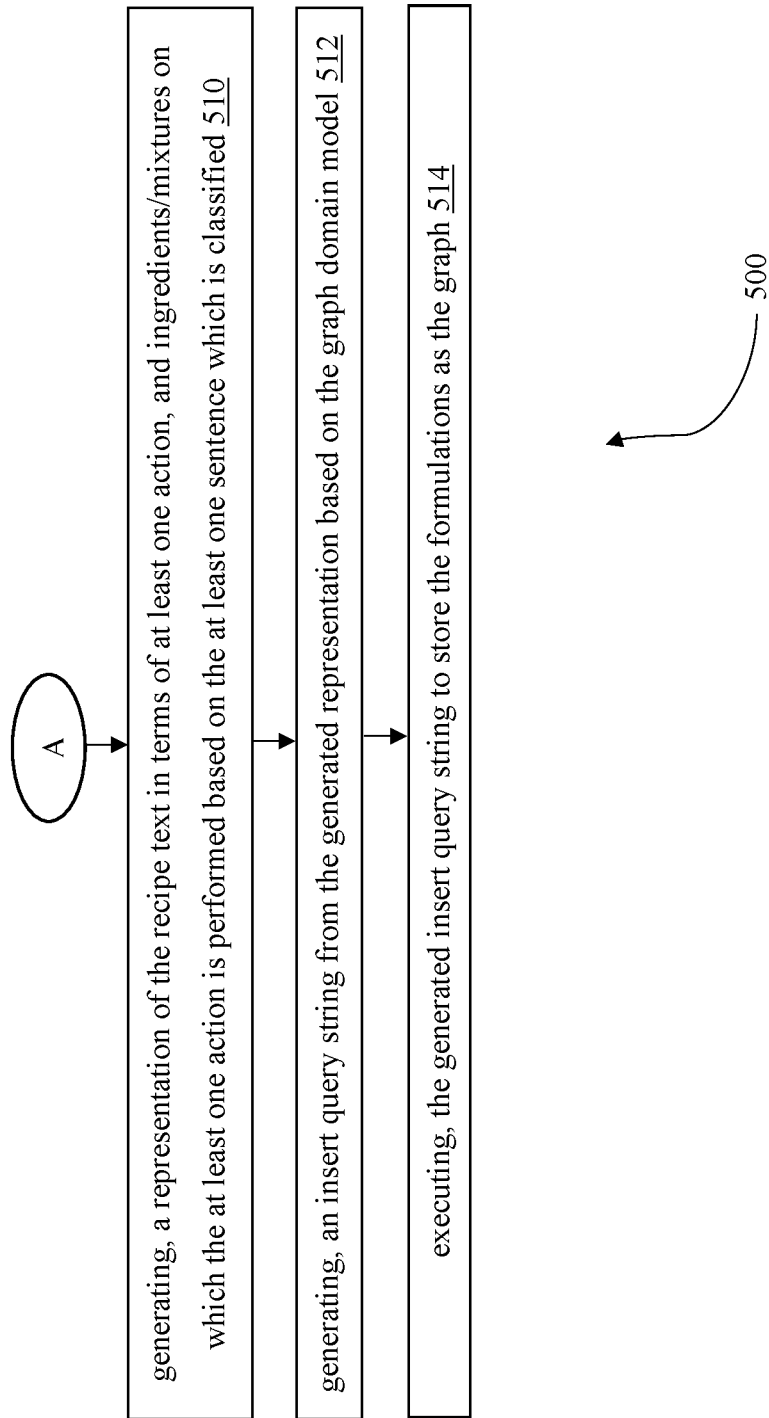 A
generating, a representation of the recipe text in terms of at least one action, and ingredients/mixtures on
which the at least one action is performed based on the at least one sentence which is classified 510
generating, an insert query string from the generated representation based on the graph domain model 512
executing, the generated insert query string to store the formulations as the graph 514
500